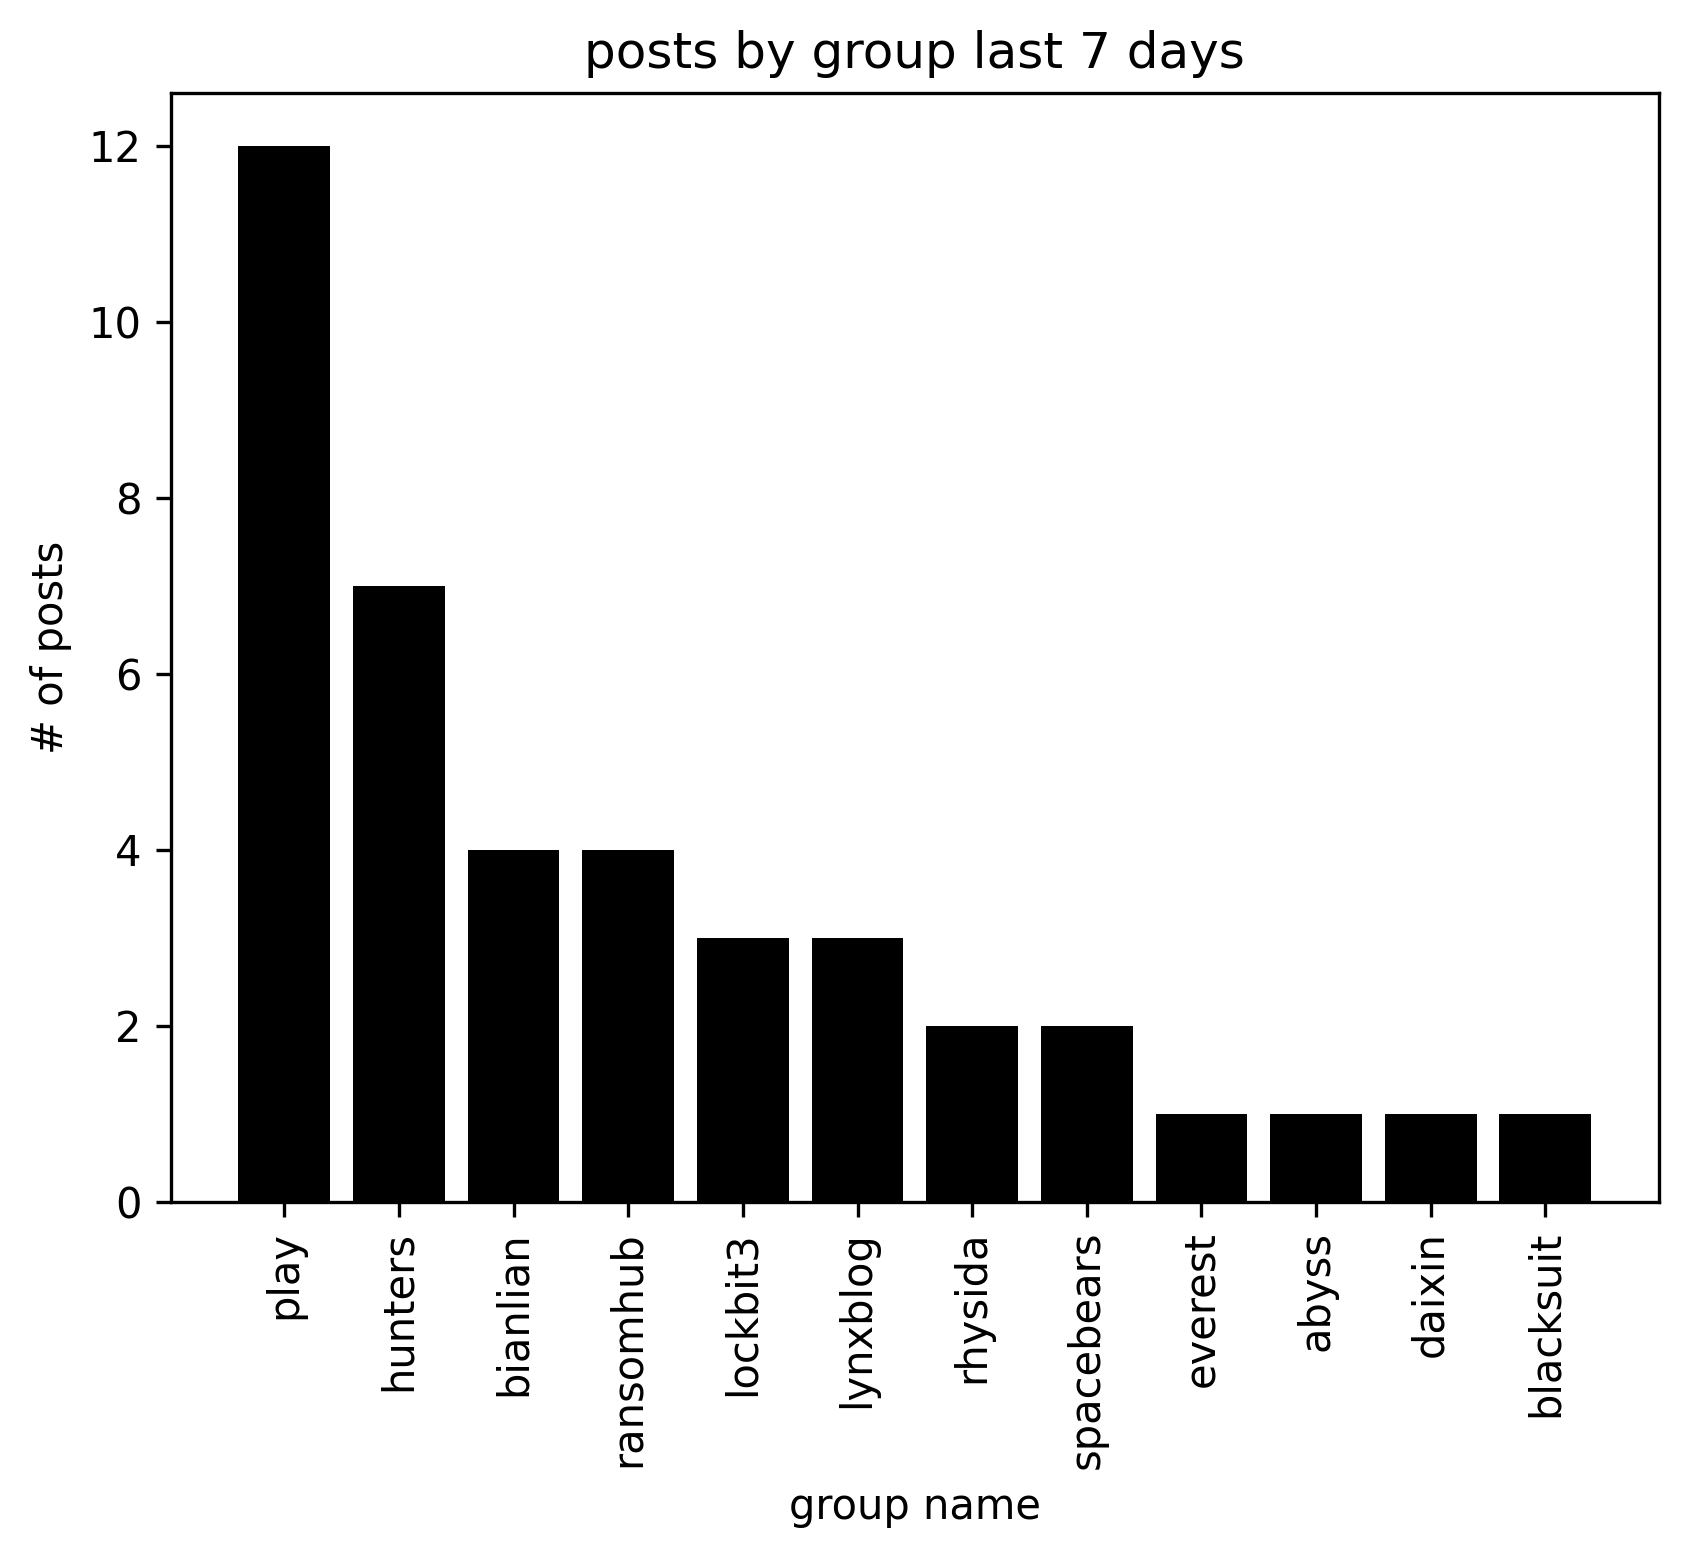 posts by group last 7 days
# of posts
12
10
8
6
4
2
0
play
hunters
bianlian
ransomhub
lockbit3
lynxblog
rhysida
spacebears
everest
abyss
daixin
blacksuit
group name